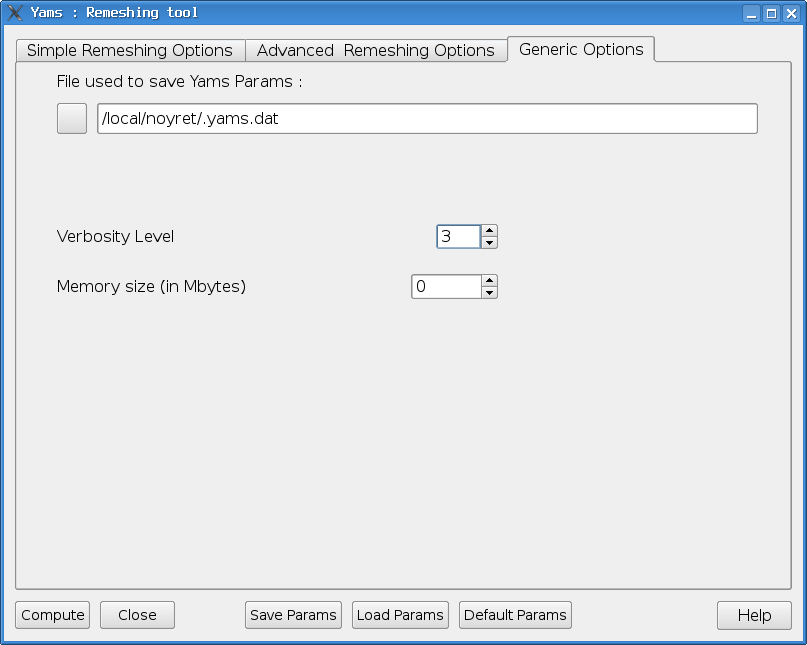 Yams : Remeshing tool
Simple Remeshing Options
Advanced  Remeshing Options
Generic Options
File used to save Yams Params :
/local/noyret/.yams.dat
Verbosity Level
3
Memory size (in Mbytes)
0
Compute
Close
Save Params
Load Params
Default Params
Help